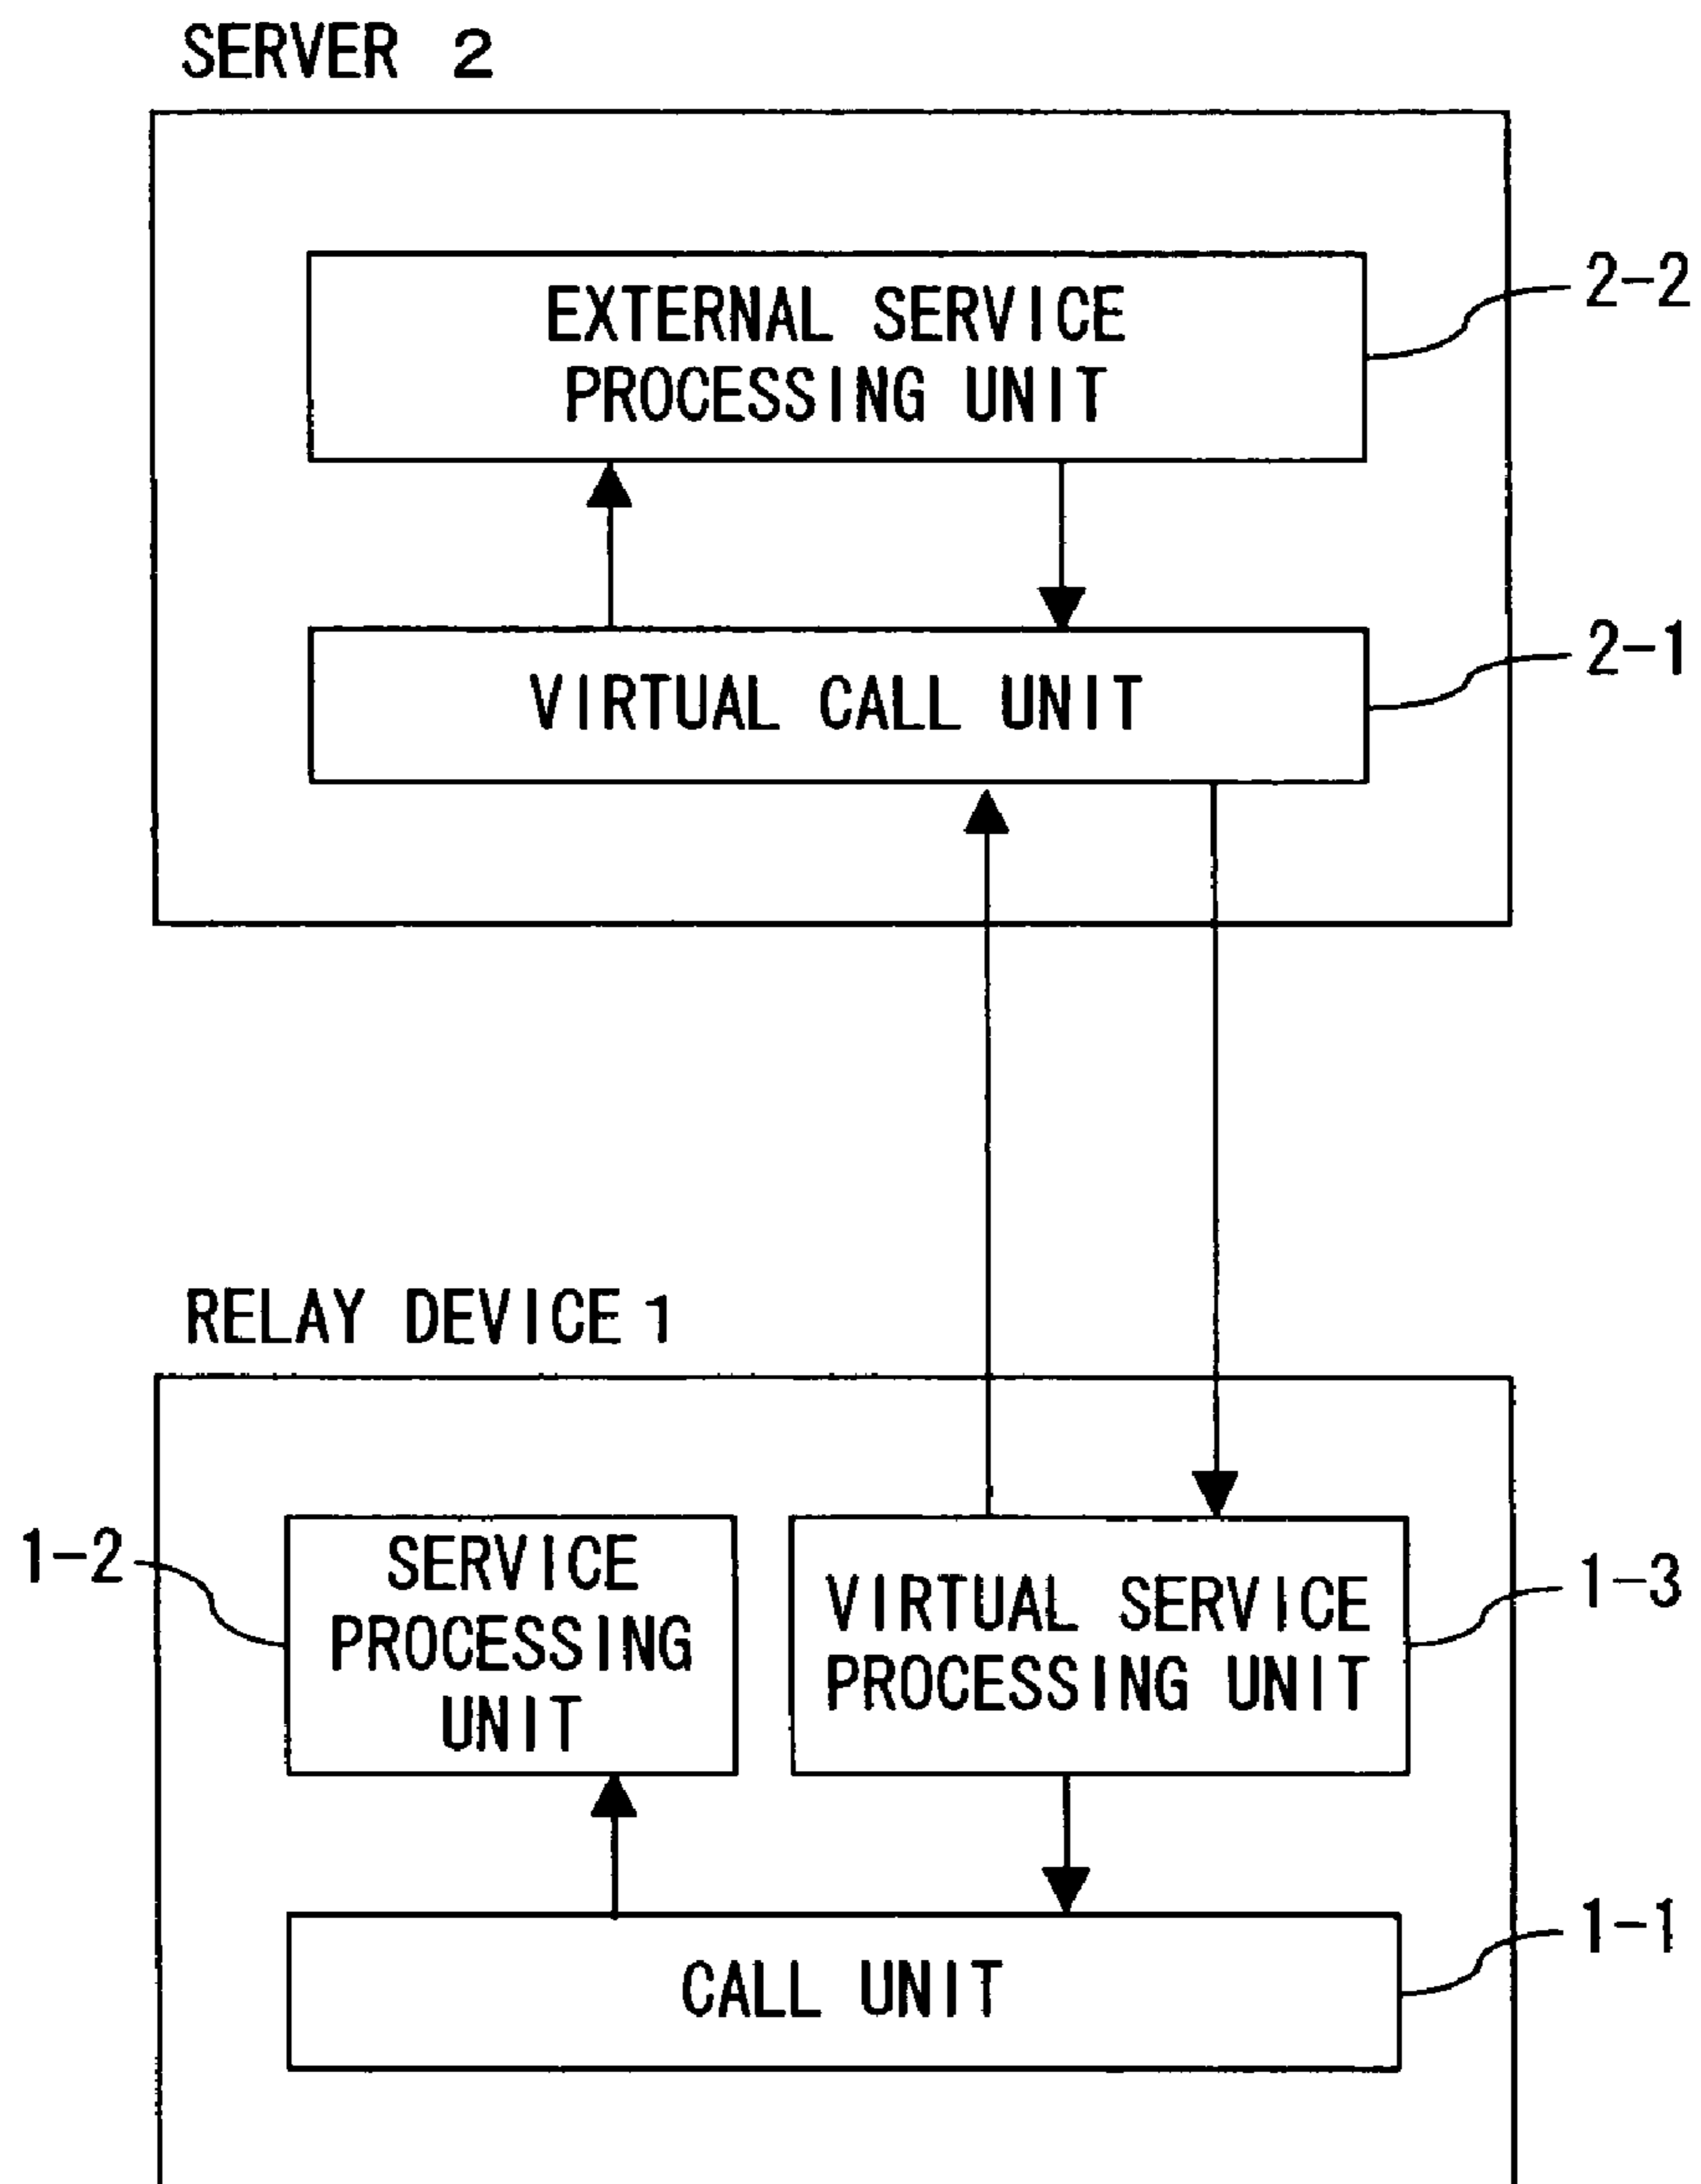 SERVER 2
EXTERNAL SERVICE
PROCESSING UNIT
2-2
VIRTUAL CALL UNIT
2-1
RELAY DEVICE 1
1-2
SERVICE
PROCESSING
UNIT
VIRTUAL SERVICE
PROCESSING UNIT
1-3
CALL UNIT
1-1